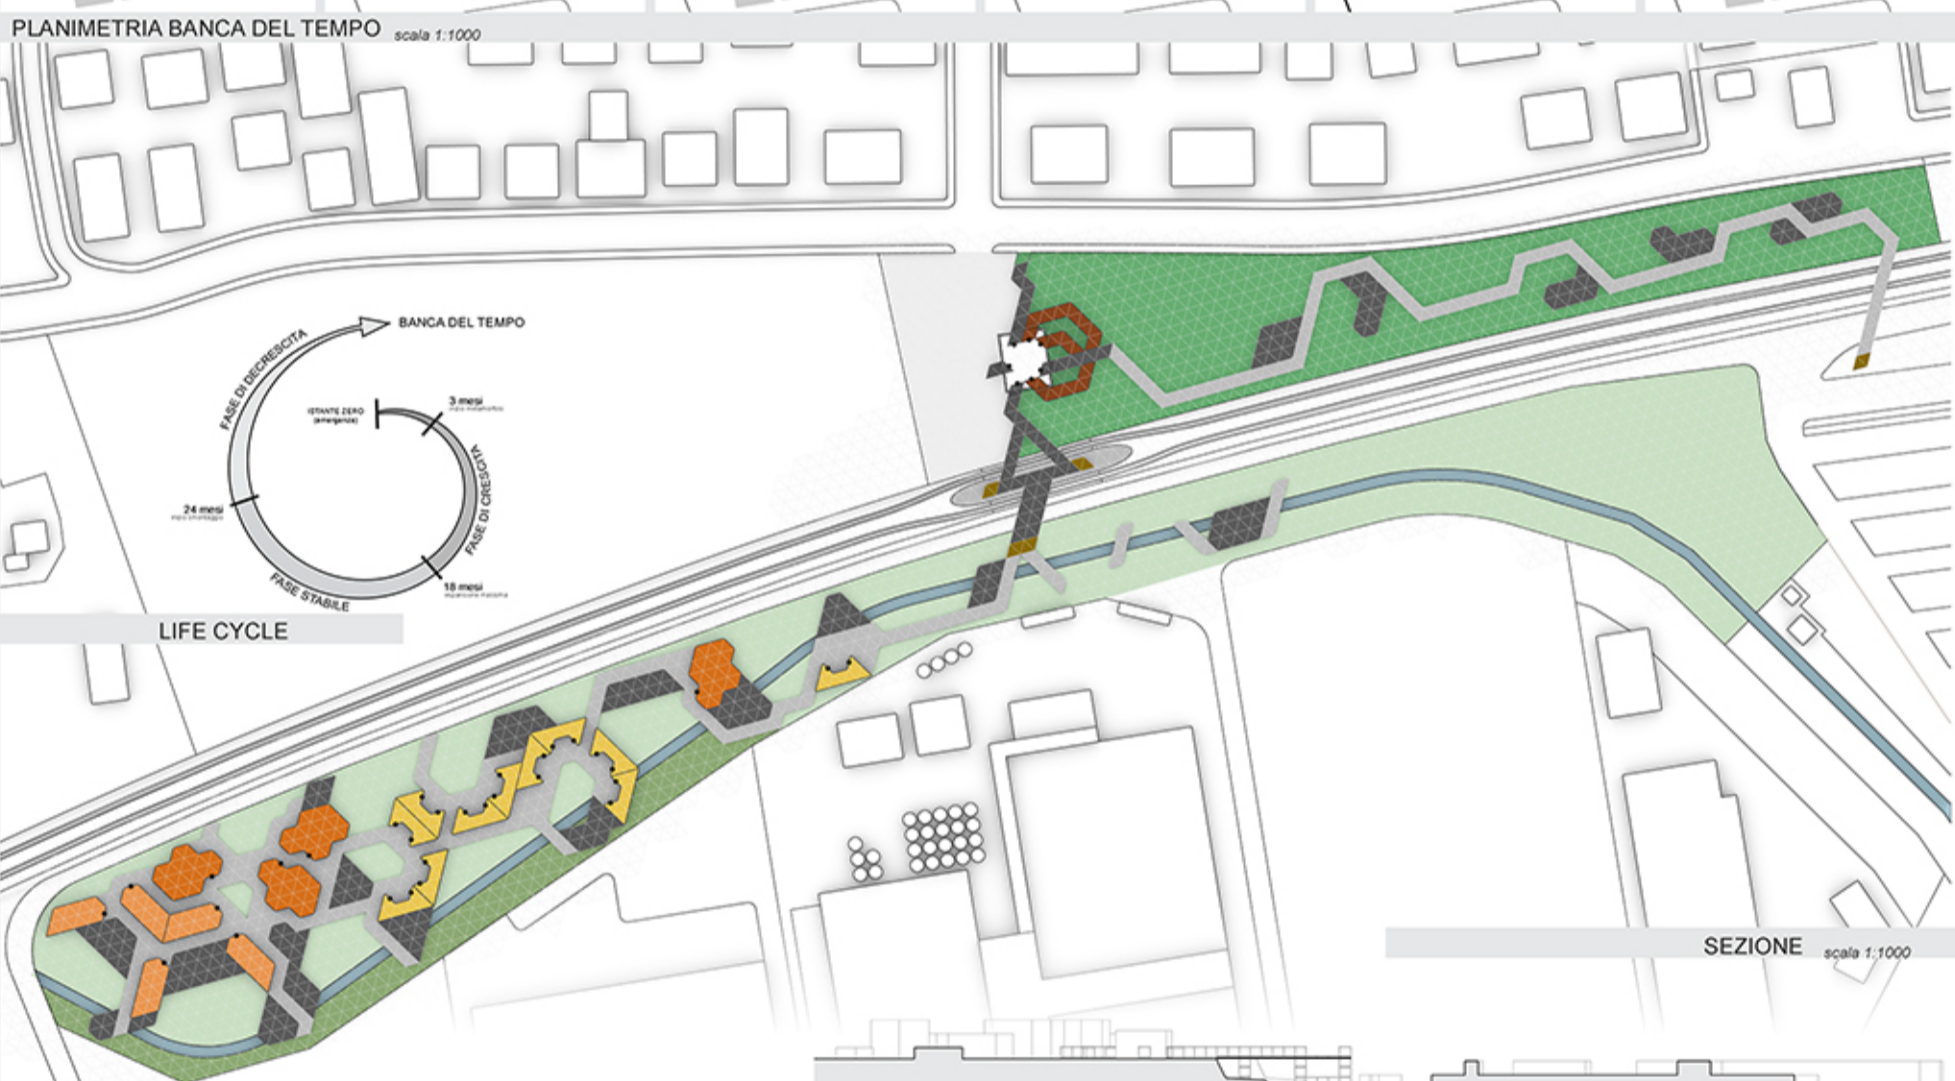 PLANIMETRIA BANCA DEL TEMPO scala 1:1000
BANCA DEL TEMPO
FASE DI DECRESCITA
ISTANTE ZERO
(emergenza)
3 mesi
FASE DI CRESCITA
24 mesi
18 mesi
FASE STABILE
LIFE CYCLE
SEZIONE scala 1:1000